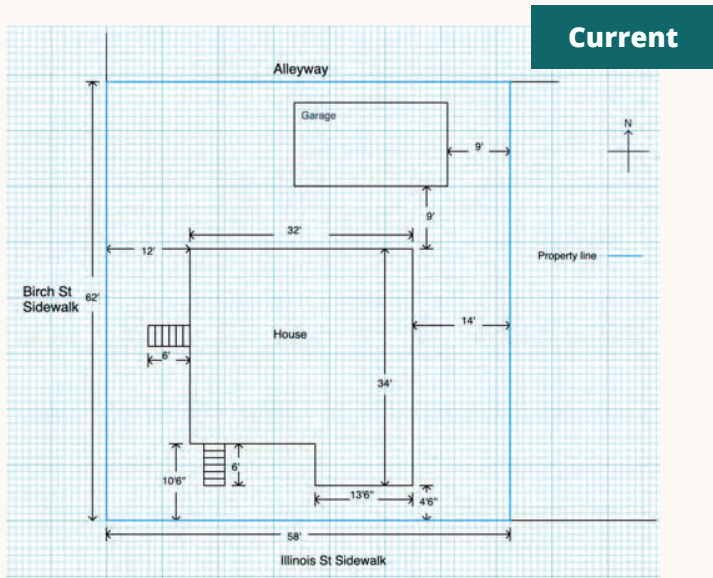 Current
Alleyway
Garage
N
9'
9'
32'
12'
Property line
Birch St
Sidewalk
62'
House
14'
6'
34'
10'6"
6'
13'6"
4'6"
58'
Illinois St Sidewalk